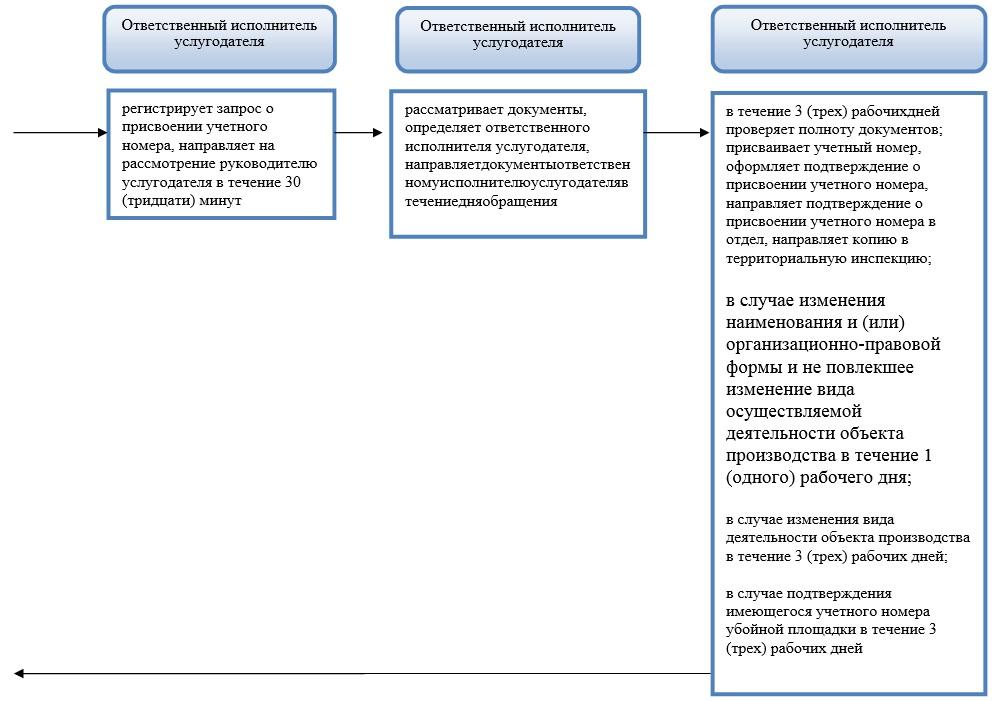 Ответственный исполнитель
услугодателя
Ответственный исполнитель
услугодателя
Ответственный исполнитель
услугодателя
регистрирует запрос о
присвоении учетного
номера, направляет на
рассмотрение руководителю
услугодателя в течение 30
(тридцати) минут
рассматривает документы,
определяет ответственного
исполнителя услугодателя,
направляетдокументыответствен
номуисполнителюуслугодателяв
течениедняобращения
в течение 3 (трех) рабочихдней
проверяет полноту документов;
присваивает учетный номер,
оформляет подтверждение о
присвоении учетного номера,
направляет подтверждение о
присвоении учетного номера в
отдел, направляет копию в
территориальную инспекцию;
в случае изменения
наименования и (или)
организационно-правовой
формы и не повлекшее
изменение вида
осуществляемой
деятельности объекта
производства в течение 1
(одного) рабочего дня;
в случае изменения вида
деятельности объекта производства
в течение 3 (трех) рабочих дней;
в случае подтверждения
имеющегося учетного номера
убойной площадки в течение 3
(трех) рабочих дней